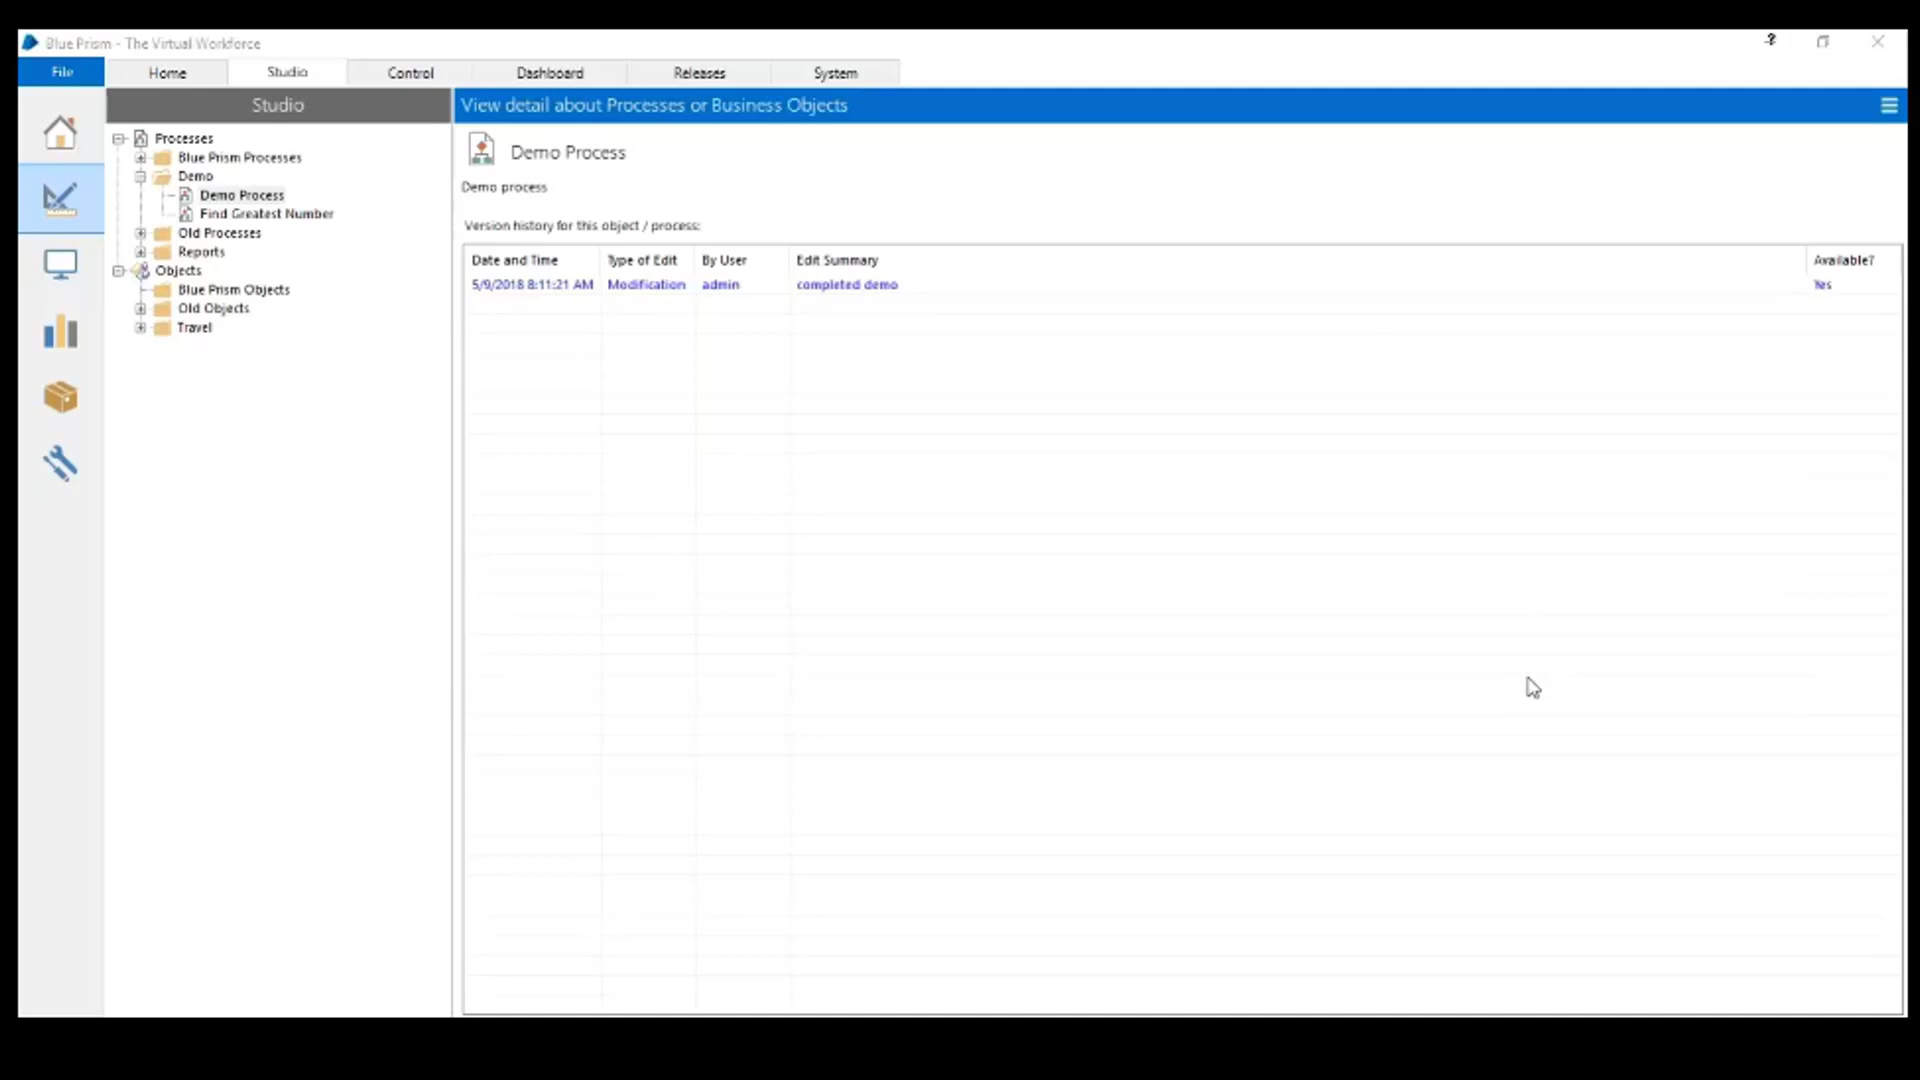 Blue Prism - The Virtual Workforce
File Home Studio Control Dashboard Releases System
Studio
View detail about Processes or Business Objects
Processes
Blue Prism Processes
Demo
Demo Process
Find Greatest Number
Old Processes
Reports
Objects
Blue Prism Objects
Old Objects
Travel
Demo Process
Demo process
Version history for this object / process:
Date and Time Type of Edit By User Edit Summary Available?
5/9/2018 8:11:21 AM Modification admin completed demo Yes